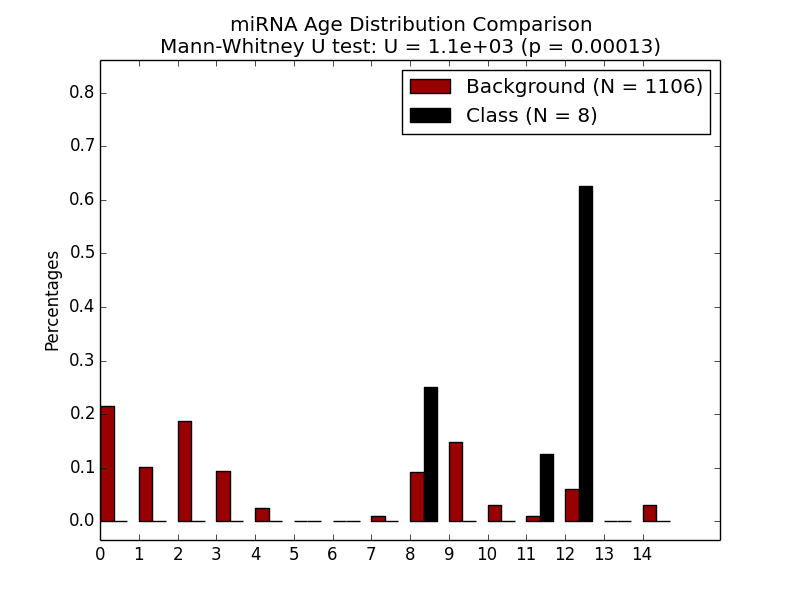 miRNA Age Distribution Comparison
Mann-Whitney U test: U = 1.1e+03 (p = 0.00013)
Background (N = 1106)
Class (N = 8)
Percentages
0.8
0.7
0.6
0.5
0.4
0.3
0.2
0.1
0.0
0 1 2 3 4 5 6 7 8 9 10 11 12 13 14